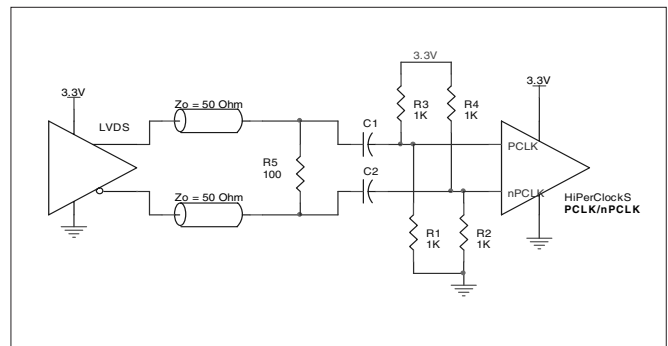 3.3V
LVDS
Zo = 50 Ohm
Zo = 50 Ohm
R5
100
C1
C2
3.3V
R3
1K
R4
1K
R1
1K
R2
1K
3.3V
PCLK
nPCLK
HiPerClockS
PCLK/nPCLK